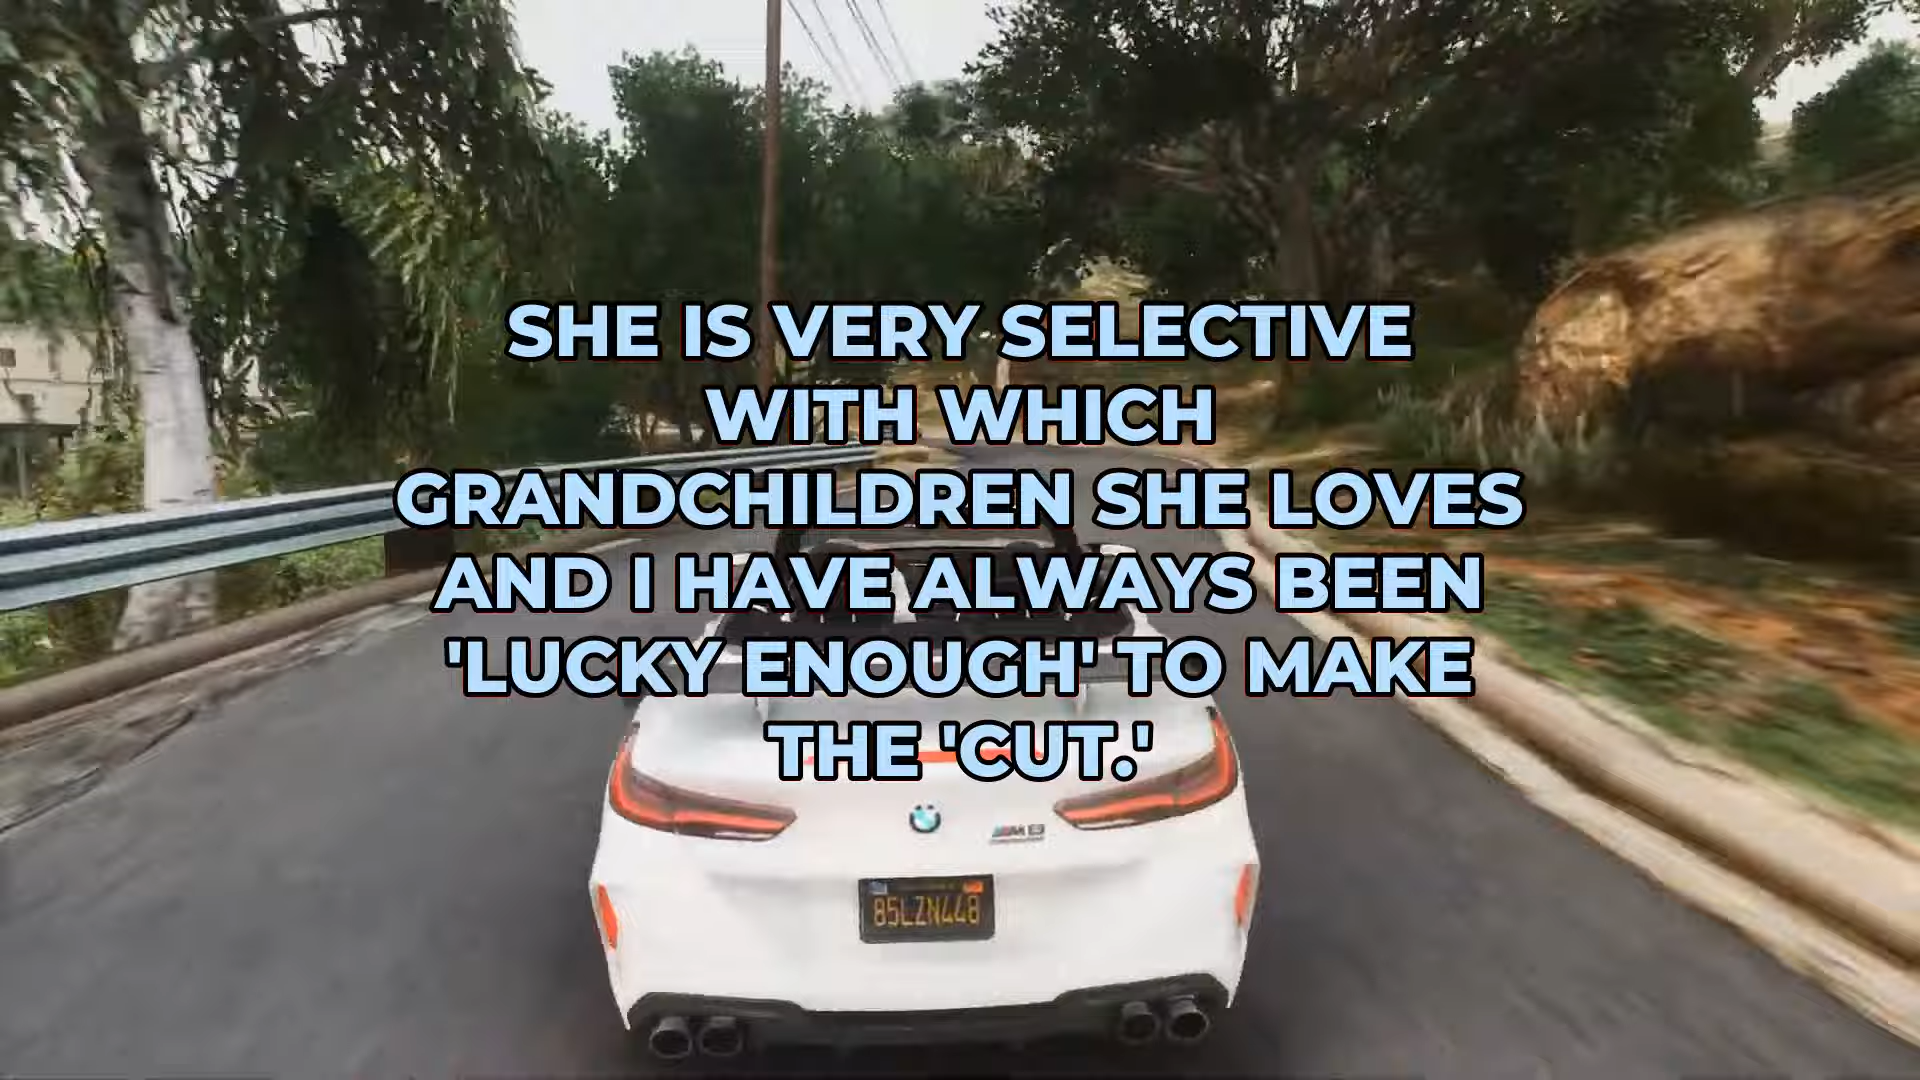 SHE IS VERY SELECTIVE
WITH WHICH
GRANDCHILDREN SHE LOVES
AND I HAVE ALWAYS BEEN
'LUCKY ENOUGH' TO MAKE
THE 'CUT.'
M8
85LZN448